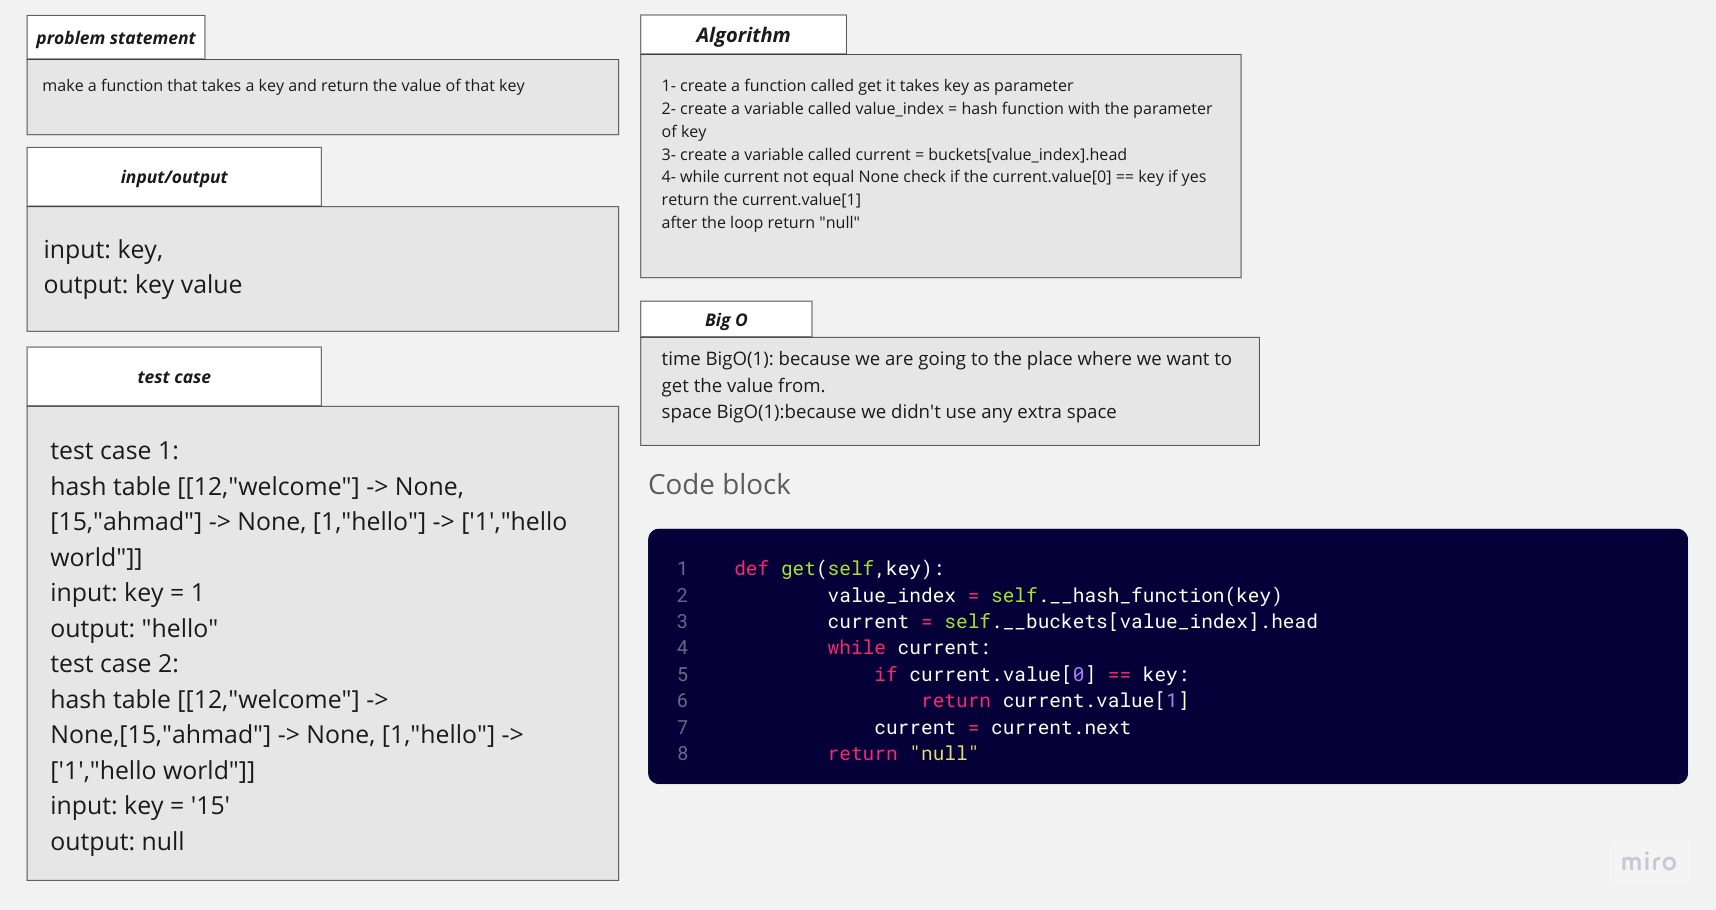 problem statement
make a function that takes a key and return the value of that key
input/output
input: key,
output: key value
test case
test case 1:
hash table [[12,"welcome"] -> None,
[15,"ahmad"] -> None, [1,"hello"] -> ['1',"hello
world"]]
input: key = 1
output: "hello"
test case 2:
hash table [[12,"welcome"] ->
None,[15,"ahmad"] -> None, [1,"hello"] ->
['1',"hello world"]]
input: key = '15'
output: null
Algorithm
1- create a function called get it takes key as parameter
2- create a variable called value_index = hash function with the parameter
of key
3- create a variable called current = buckets[value_index].head
4- while current not equal None check if the current.value[0] == key if yes
return the current.value[1]
after the loop return "null"
Big O
time BigO(1): because we are going to the place where we want to
get the value from.
space BigO(1):because we didn't use any extra space
Code block
1 def get(self,key):
2 value_index = self.__hash_function(key)
3 current = self.__buckets[value_index].head
4 while current:
5 if current.value[0] == key:
6 return current.value[1]
7 current = current.next
8 return "null"
miro